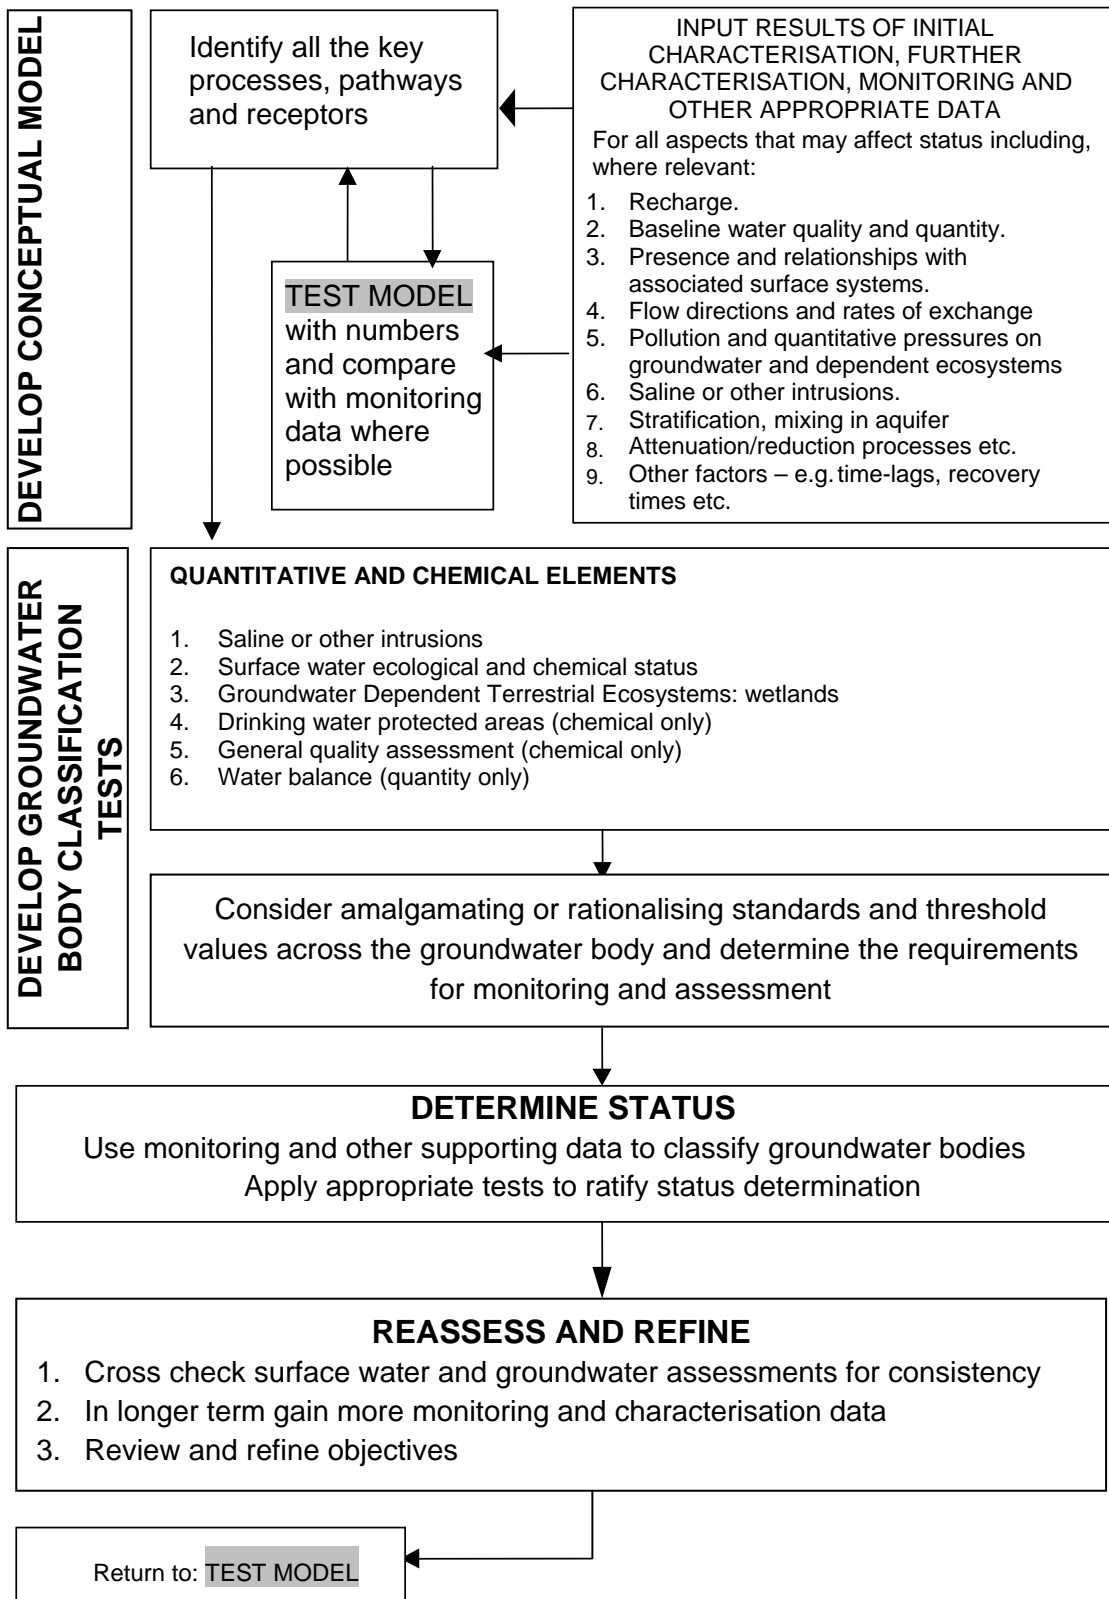 DEVELOP CONCEPTUAL MODEL
Identify all the key
processes, pathways
and receptors
INPUT RESULTS OF INITIAL
CHARACTERISATION, FURTHER
CHARACTERISATION, MONITORING AND
OTHER APPROPRIATE DATA
For all aspects that may affect status including,
where relevant:
1. Recharge.
2. Baseline water quality and quantity.
3. Presence and relationships with
associated surface systems.
4. Flow directions and rates of exchange
5. Pollution and quantitative pressures on
groundwater and dependent ecosystems
6. Saline or other intrusions.
7. Stratification, mixing in aquifer
8. Attenuation/reduction processes etc.
9. Other factors – e.g. time-lags, recovery
times etc.
TEST MODEL
with numbers
and compare
with monitoring
data where
possible
DEVELOP GROUNDWATER
BODY CLASSIFICATION
TESTS
QUANTITATIVE AND CHEMICAL ELEMENTS
1. Saline or other intrusions
2. Surface water ecological and chemical status
3. Groundwater Dependent Terrestrial Ecosystems: wetlands
4. Drinking water protected areas (chemical only)
5. General quality assessment (chemical only)
6. Water balance (quantity only)
Consider amalgamating or rationalising standards and threshold
values across the groundwater body and determine the requirements
for monitoring and assessment
DETERMINE STATUS
Use monitoring and other supporting data to classify groundwater bodies
Apply appropriate tests to ratify status determination
REASSESS AND REFINE
1. Cross check surface water and groundwater assessments for consistency
2. In longer term gain more monitoring and characterisation data
3. Review and refine objectives
Return to: TEST MODEL